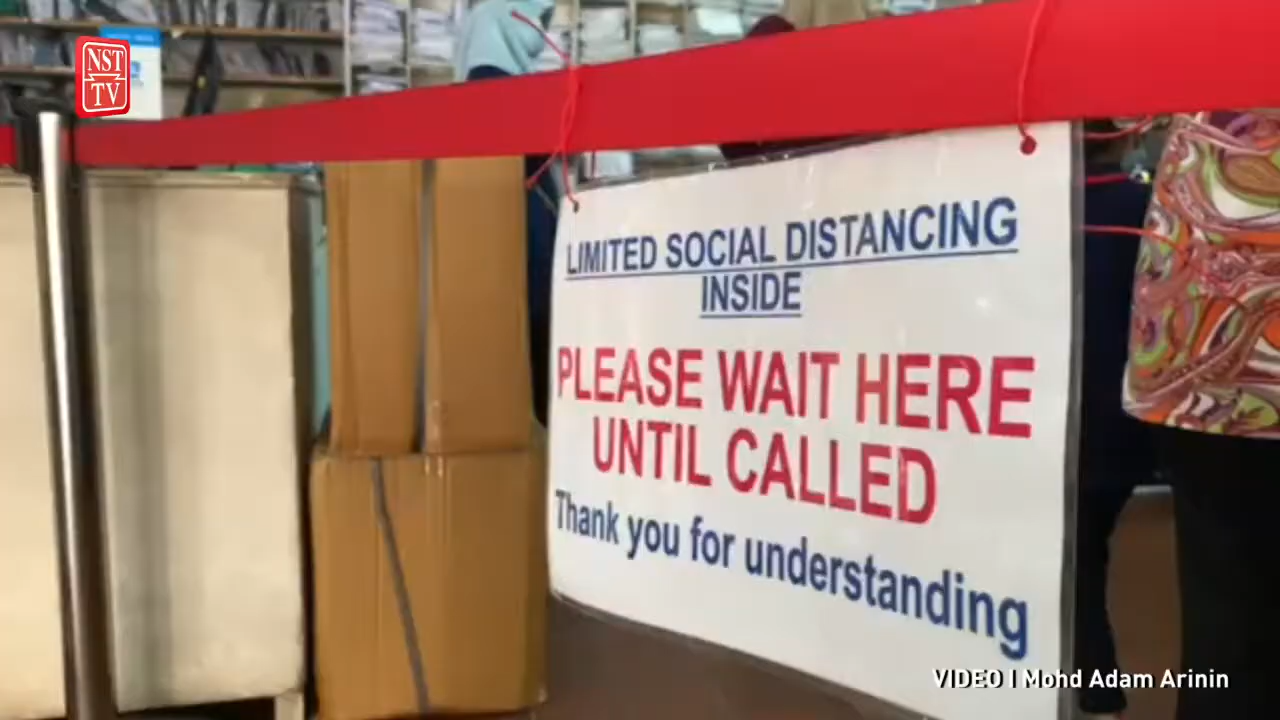 NST
TV
LIMITED SOCIAL DISTANCING
INSIDE
PLEASE WAIT HERE
UNTIL CALLED
Thank you for understanding
VIDEO | Mohd Adam Arinin